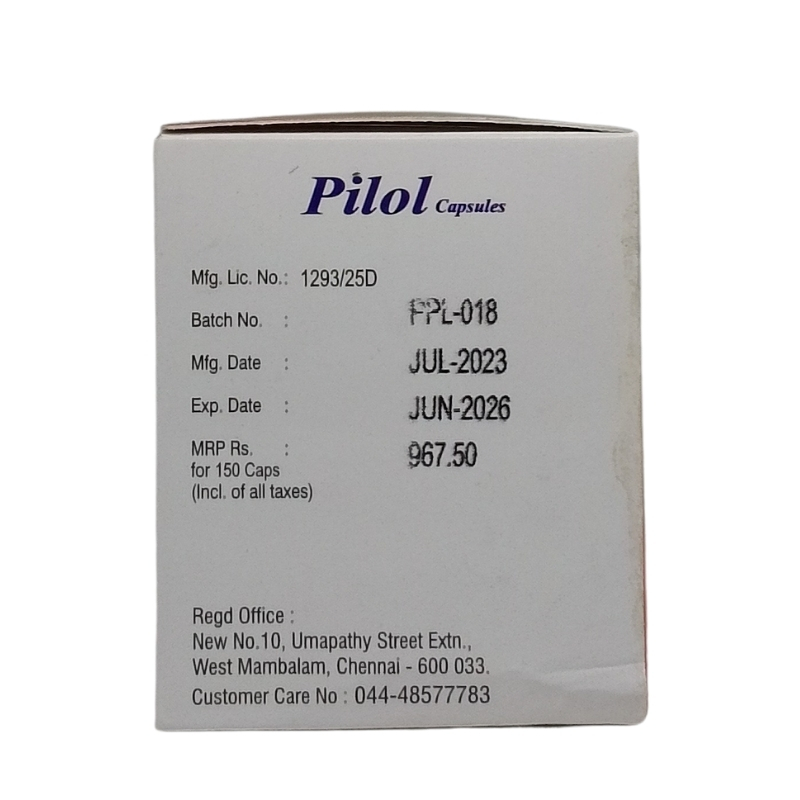 Pilol Capsules
Mfg. Lic. No.: 1293/25D
Batch No. : PPL-018
Mfg. Date : JUL-2023
Exp. Date : JUN-2026
MRP Rs. : 967.50
for 150 Caps
(Incl. of all taxes)
Regd Office :
New No.10, Umapathy Street Extn.,
West Mambalam, Chennai - 600 033.
Customer Care No : 044-48577783